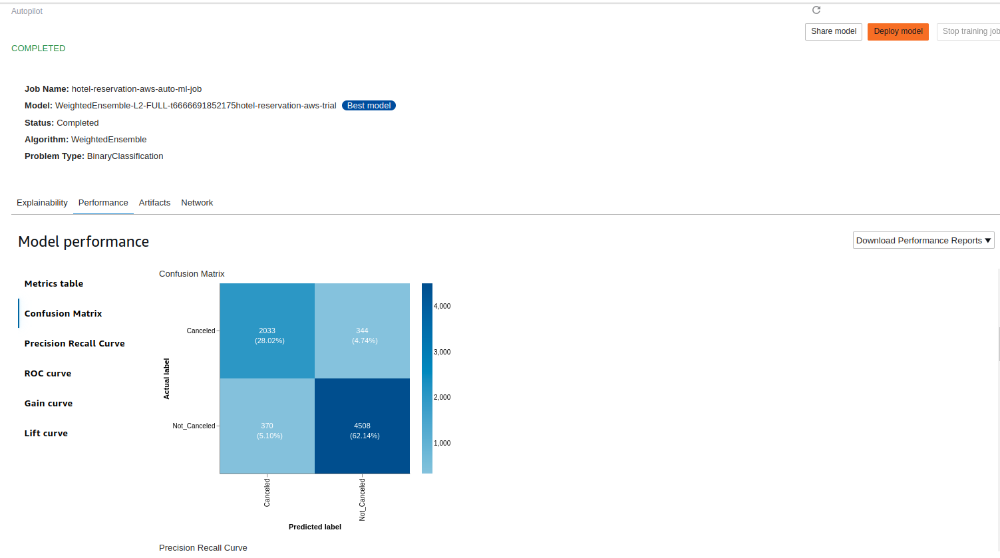 Autopilot
Share model
Deploy model
Stop training job
COMPLETED
Job Name: hotel-reservation-aws-auto-ml-job
Model: WeightedEnsemble-L2-FULL-t6666691852175hotel-reservation-aws-trial Best model
Status: Completed
Algorithm: WeightedEnsemble
Problem Type: BinaryClassification
Explainability Performance Artifacts Network
Model performance
Download Performance Reports ▼
Metrics table
Confusion Matrix
Precision Recall Curve
ROC curve
Gain curve
Lift curve
Confusion Matrix
Actual label
Canceled
2033
(28.02%)
344
(4.74%)
Not_Canceled
370
(5.10%)
4508
(62.14%)
4,000
3,000
2,000
1,000
Canceled
Not_Canceled
Predicted label
Precision Recall Curve